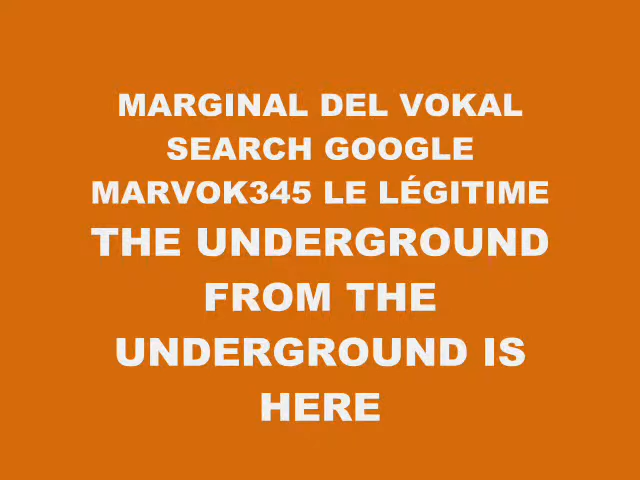 MARGINAL DEL VOKAL
SEARCH GOOGLE
MARVOK345 LE LÉGITIME
THE UNDERGROUND
FROM THE
UNDERGROUND IS
HERE